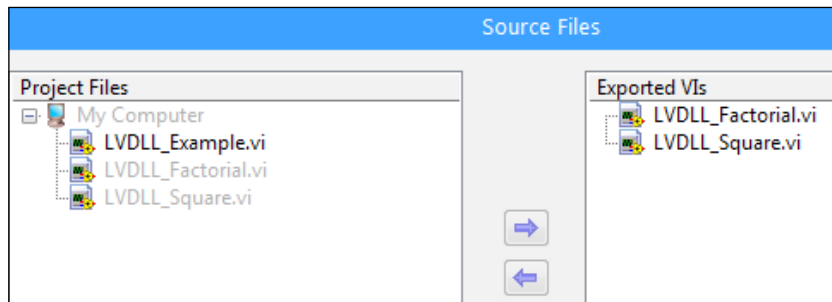 Source Files
Project Files
My Computer
LVDLL_Example.vi
LVDLL_Factorial.vi
LVDLL_Square.vi
Exported VIs
LVDLL_Factorial.vi
LVDLL_Square.vi